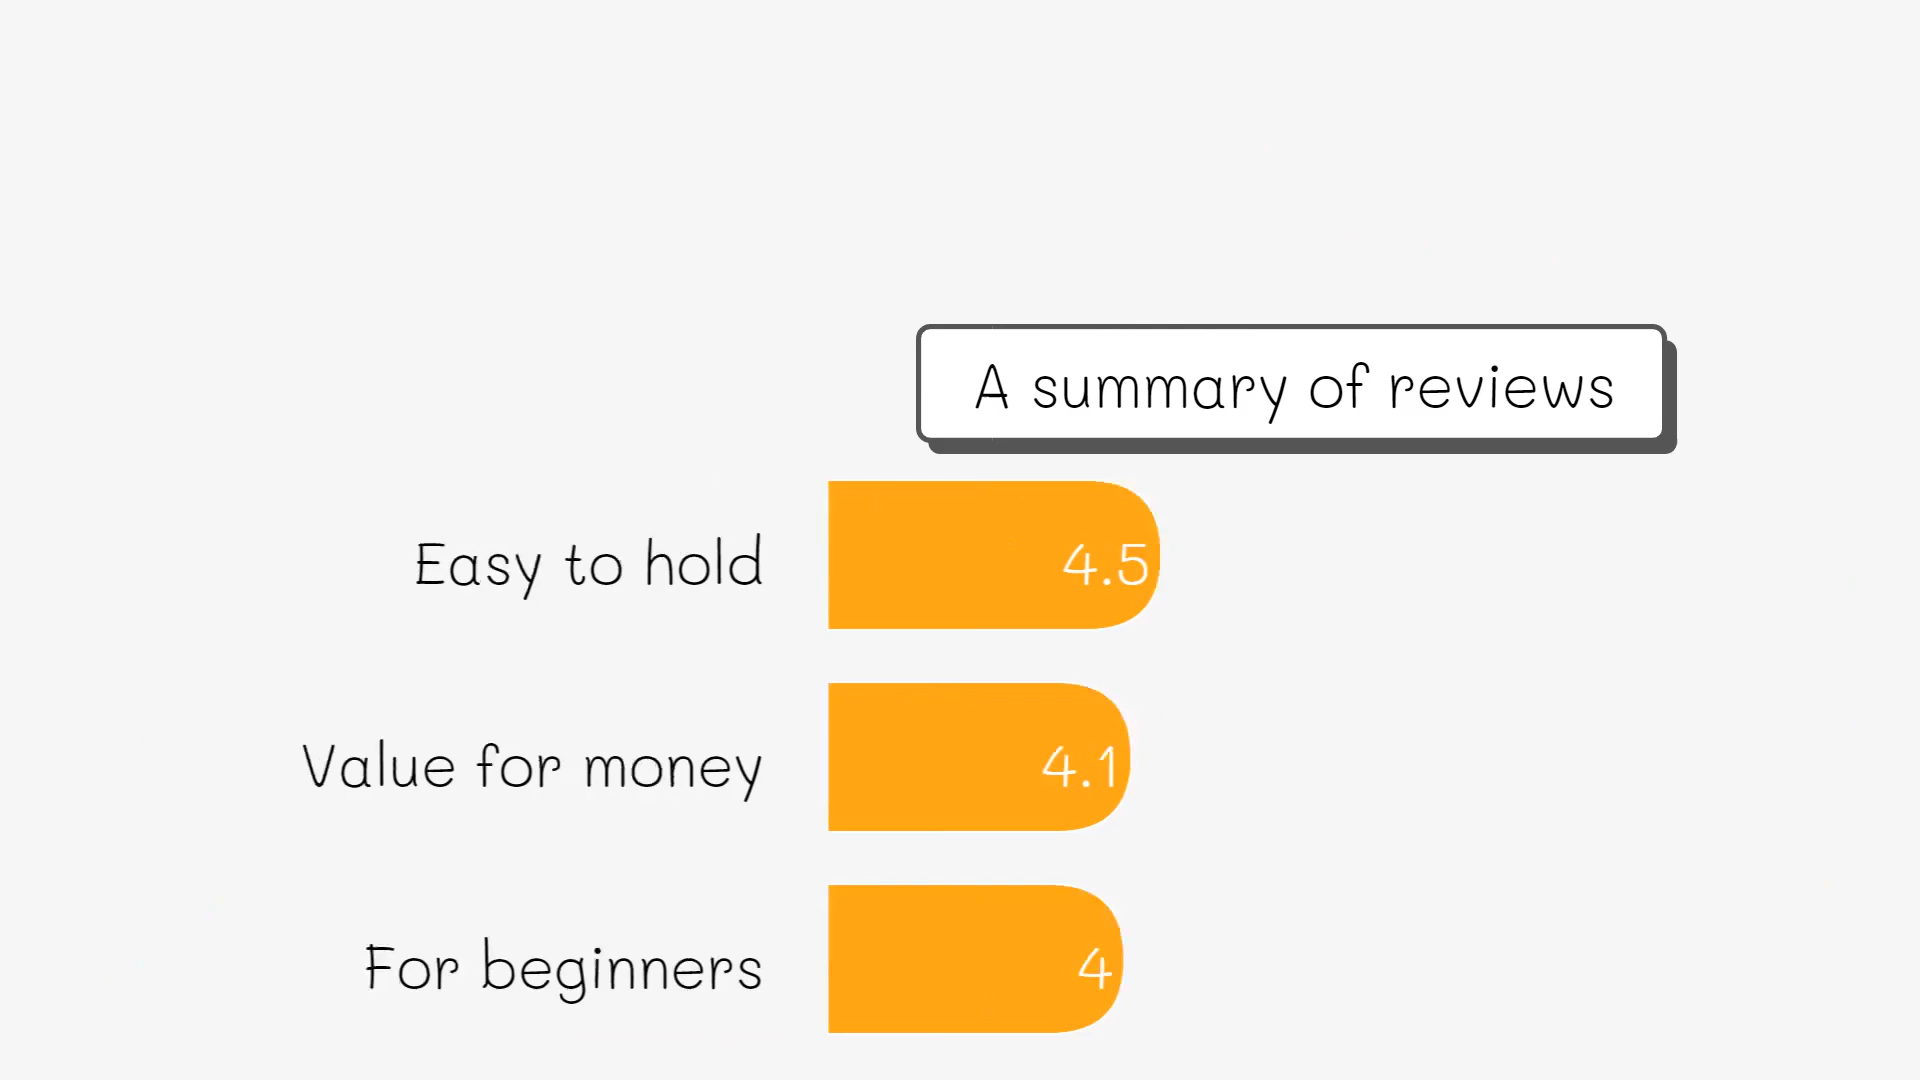 A summary of reviews
Easy to hold 4.5
Value for money 4.1
For beginners 4